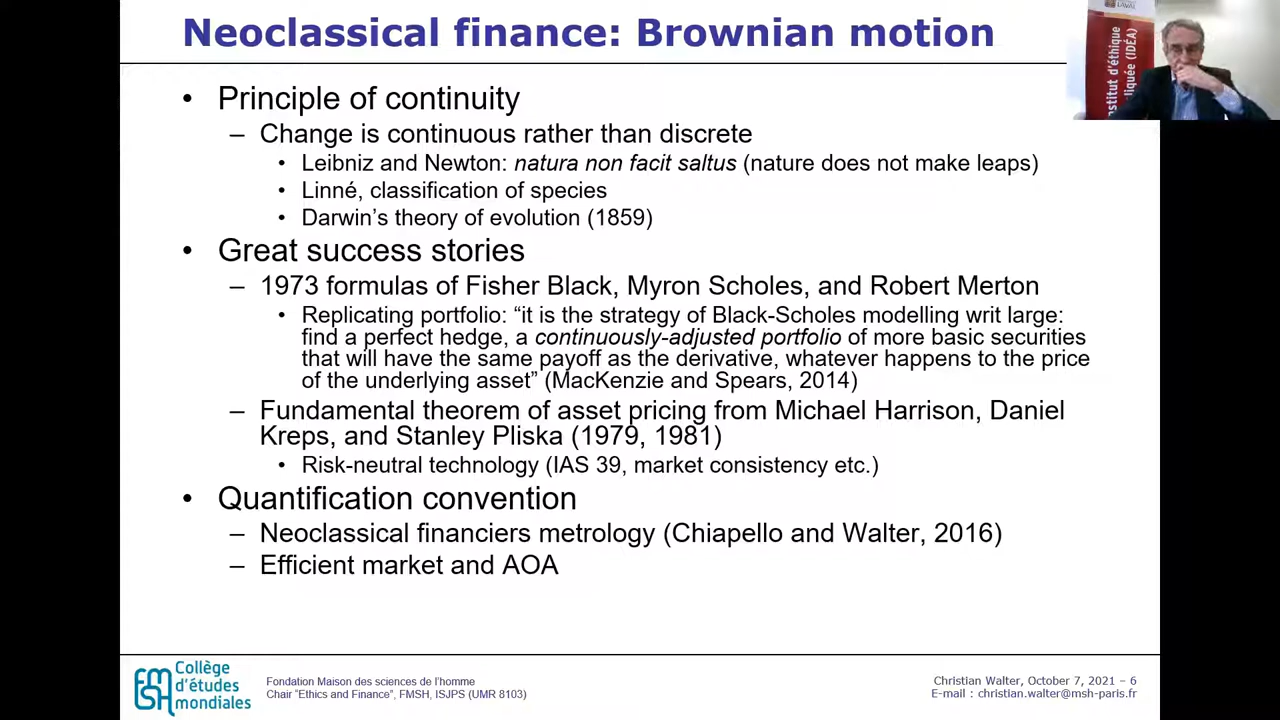 Neoclassical finance: Brownian motion
• Principle of continuity
– Change is continuous rather than discrete
• Leibniz and Newton: natura non facit saltus (nature does not make leaps)
• Linné, classification of species
• Darwin's theory of evolution (1859)
• Great success stories
– 1973 formulas of Fisher Black, Myron Scholes, and Robert Merton
• Replicating portfolio: “it is the strategy of Black-Scholes modelling writ large:
find a perfect hedge, a continuously-adjusted portfolio of more basic securities
that will have the same payoff as the derivative, whatever happens to the price
of the underlying asset” (MacKenzie and Spears, 2014)
– Fundamental theorem of asset pricing from Michael Harrison, Daniel
Kreps, and Stanley Pliska (1979, 1981)
• Risk-neutral technology (IAS 39, market consistency etc.)
• Quantification convention
– Neoclassical financiers metrology (Chiapello and Walter, 2016)
– Efficient market and AOA
LAVAL
nstitut d'éthique
liquée (IDÉA)
FMSH
Collège
d'études
mondiales
Fondation Maison des sciences de l'homme
Chair "Ethics and Finance", FMSH, ISJPS (UMR 8103)
Christian Walter, October 7, 2021 – 6
E-mail : christian.walter@msh-paris.fr